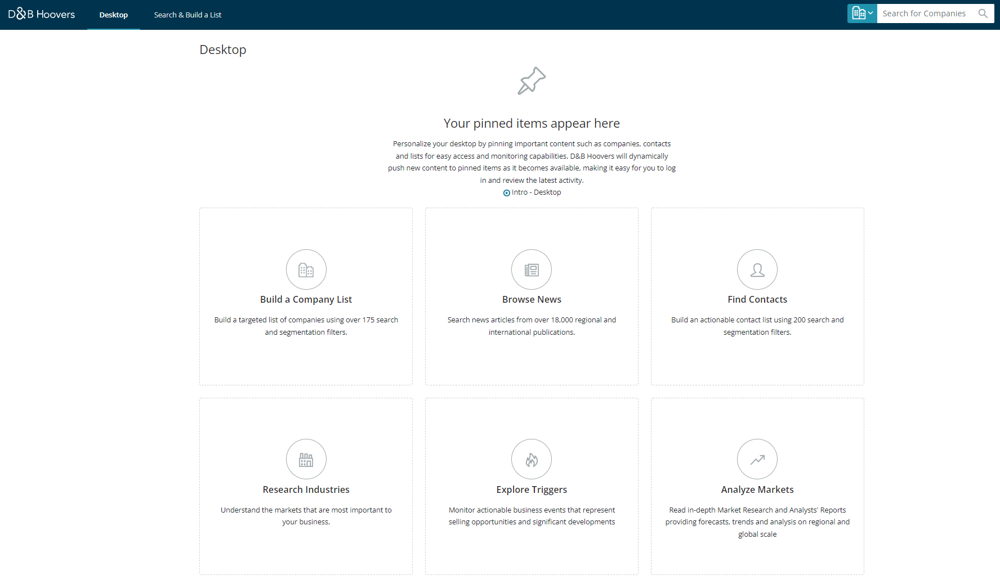 D&B Hoovers
Desktop
Search & Build a List
Search for Companies
Desktop
Your pinned items appear here
Personalize your desktop by pinning important content such as companies, contacts
and lists for easy access and monitoring capabilities. D&B Hoovers will dynamically
push new content to pinned items as it becomes available, making it easy for you to log
in and review the latest activity.
Intro - Desktop
Build a Company List
Build a targeted list of companies using over 175 search
and segmentation filters.
Browse News
Search news articles from over 18,000 regional and
international publications.
Find Contacts
Build an actionable contact list using 200 search and
segmentation filters.
Research Industries
Understand the markets that are most important to
your business.
Explore Triggers
Monitor actionable business events that represent
selling opportunities and significant developments
Analyze Markets
Read in-depth Market Research and Analysts' Reports
providing forecasts, trends and analysis on regional and
global scale